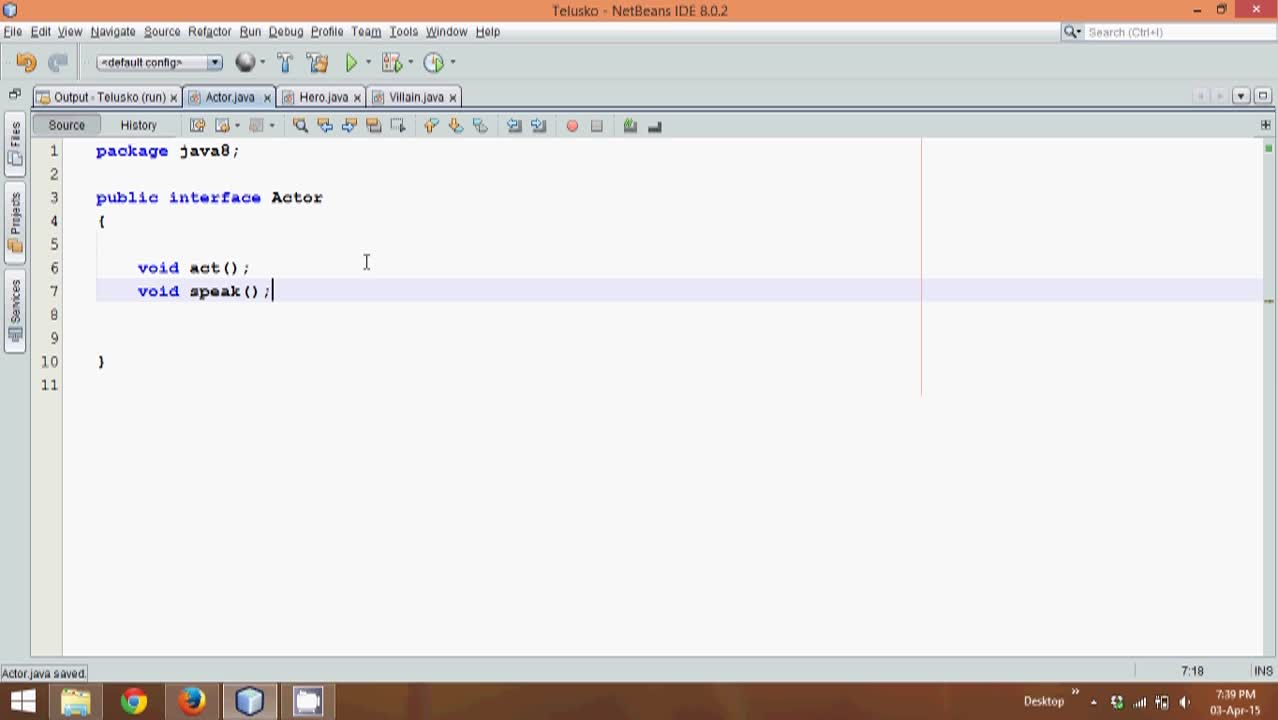 Telusko - NetBeans IDE 8.0.2
File Edit View Navigate Source Refactor Run Debug Profile Team Tools Window Help
Search (Ctrl+I)
<default config>
Output - Telusko (run) Actor.java Hero.java Villain.java
Source History
Files
Projects
Services
1 package java8;
2
3 public interface Actor
4 {
5
6 void act();
7 void speak();
8
9
10 }
11
Actor.java saved.
7:18 INS
Desktop
7:39 PM
03-Apr-15